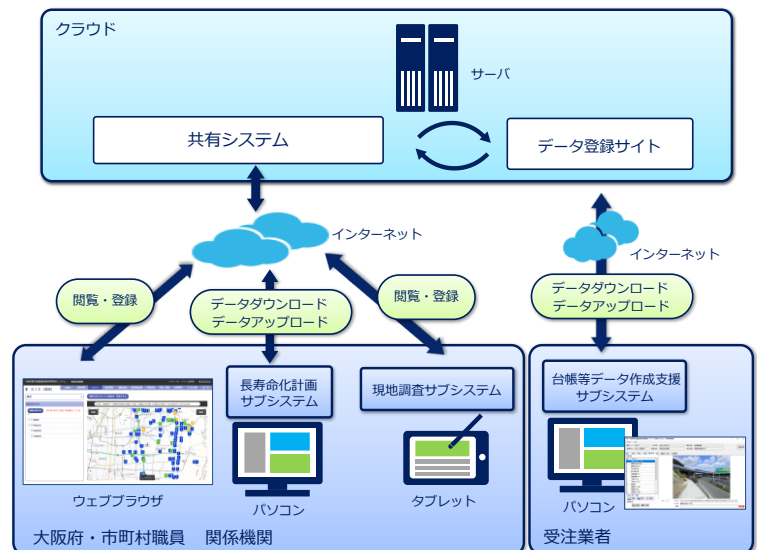 クラウド
サーバ
共有システム
データ登録サイト
インターネット
インターネット
閲覧・登録
データダウンロード
データアップロード
閲覧・登録
データダウンロード
データアップロード
長寿命化計画
サブシステム
現地調査サブシステム
台帳等データ作成支援
サブシステム
ウェブブラウザ
パソコン
タブレット
パソコン
大阪府・市町村職員　関係機関
受注業者